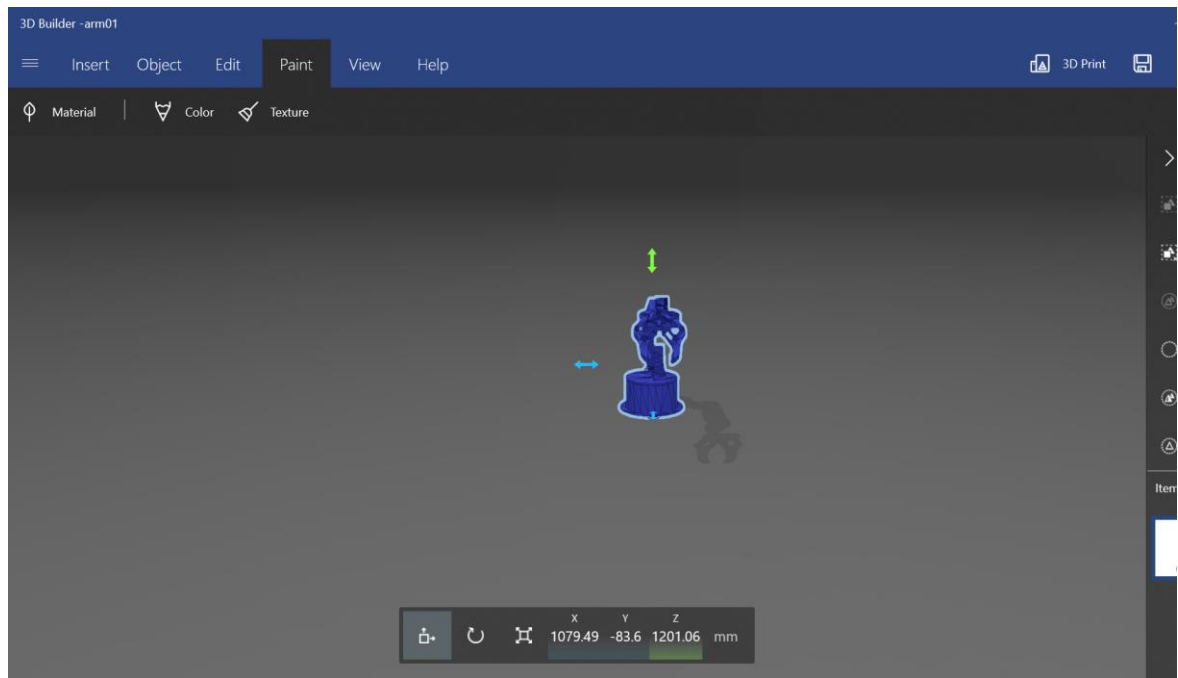 3D Builder -arm01
Insert Object Edit Paint View Help
3D Print
Material Color Texture
Item
X Y Z
1079.49 -83.6 1201.06 mm